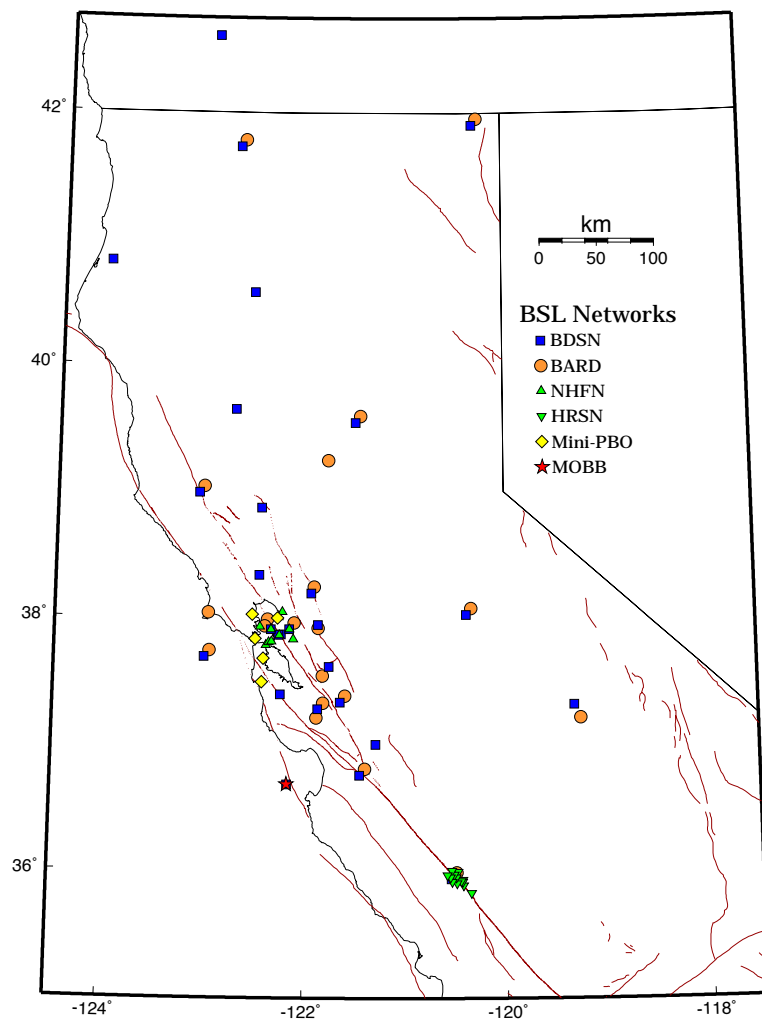 42°
40°
38°
36°
-124°
-122°
-120°
-118°
km
0 50 100
BSL Networks
BDSN
BARD
NHFN
HRSN
Mini-PBO
MOBB